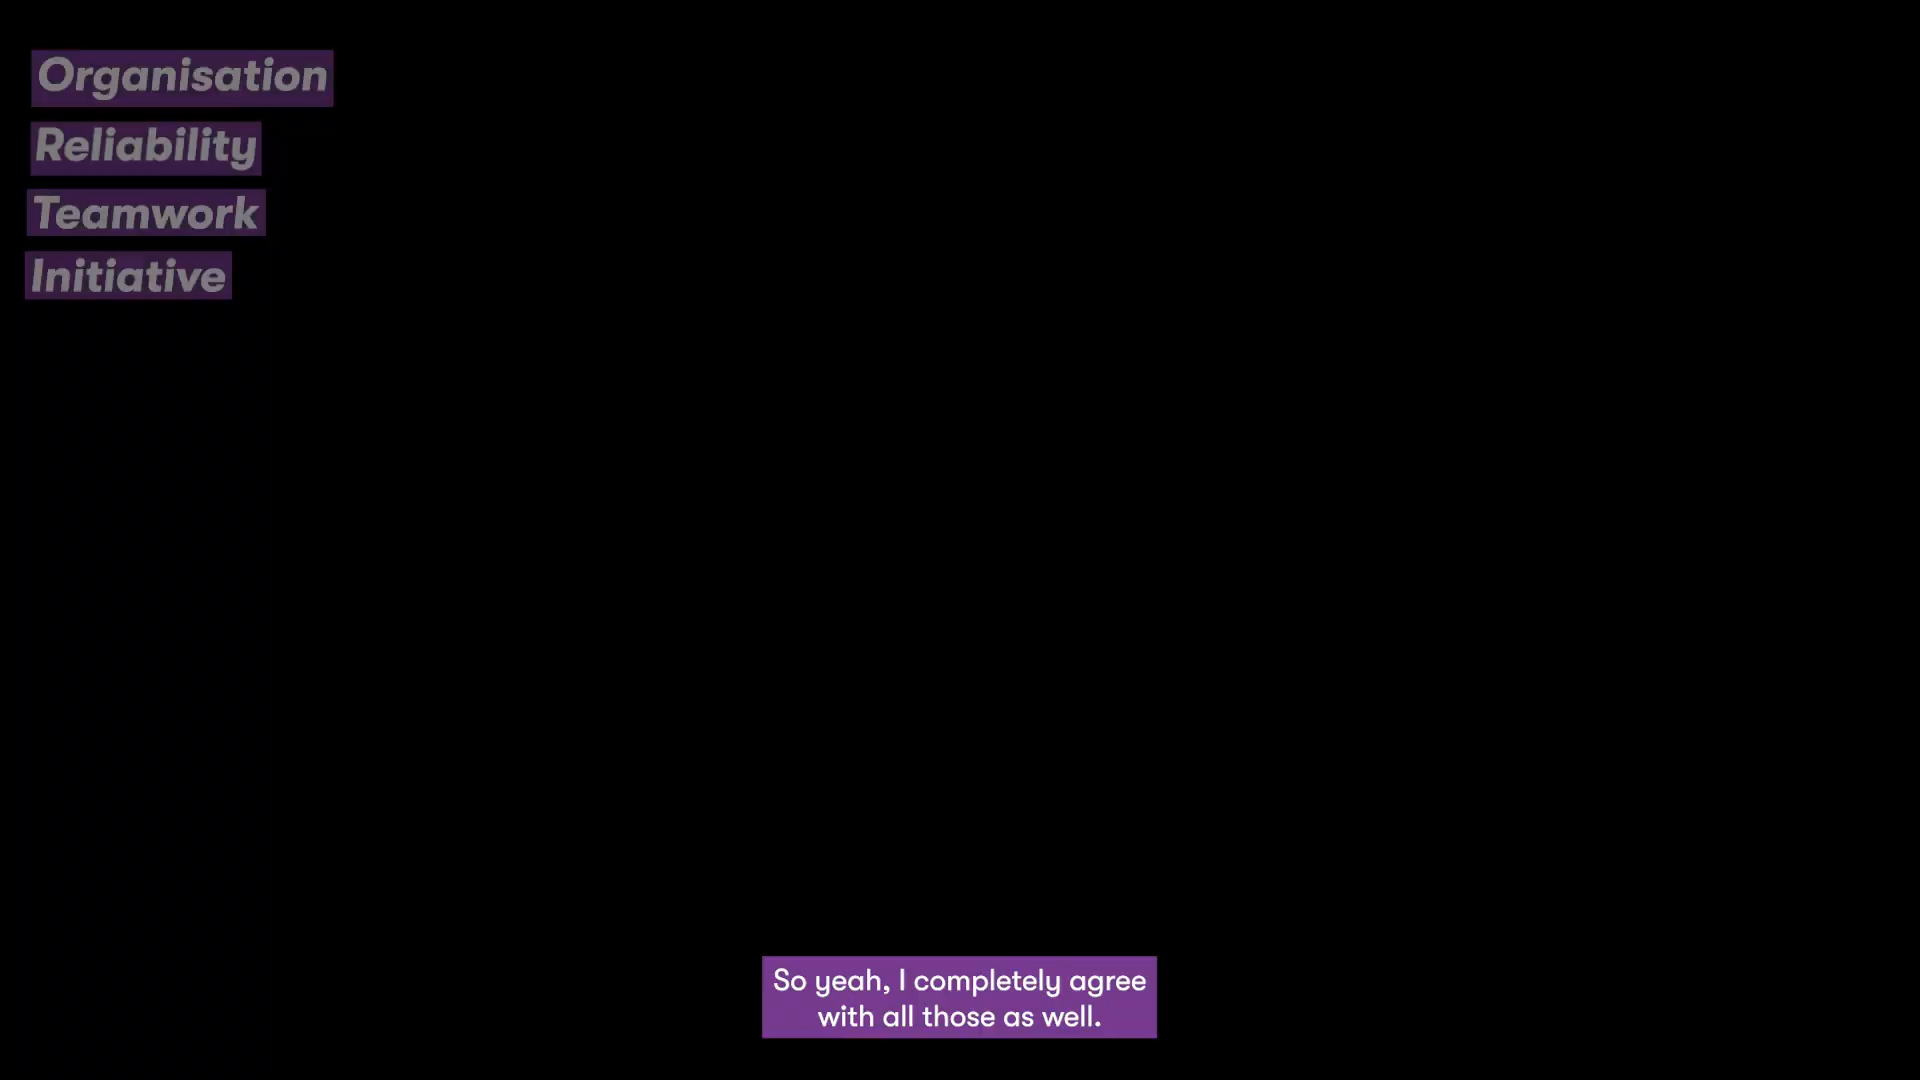 Organisation
Reliability
Teamwork
Initiative
So yeah, I completely agree
with all those as well.